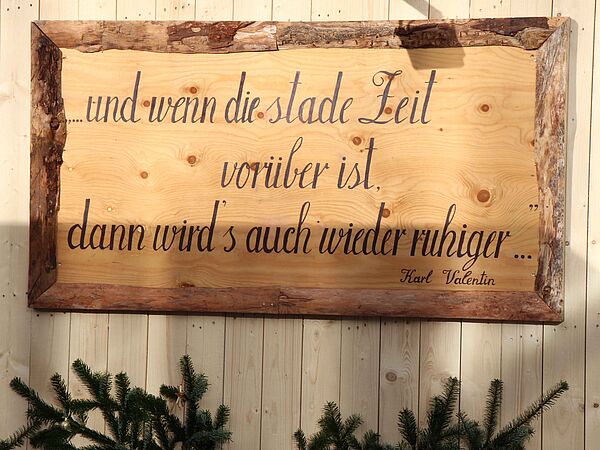 „...und wenn die stade Zeit
vorüber ist,
dann wird's auch wieder ruhiger..."
Karl Valentin